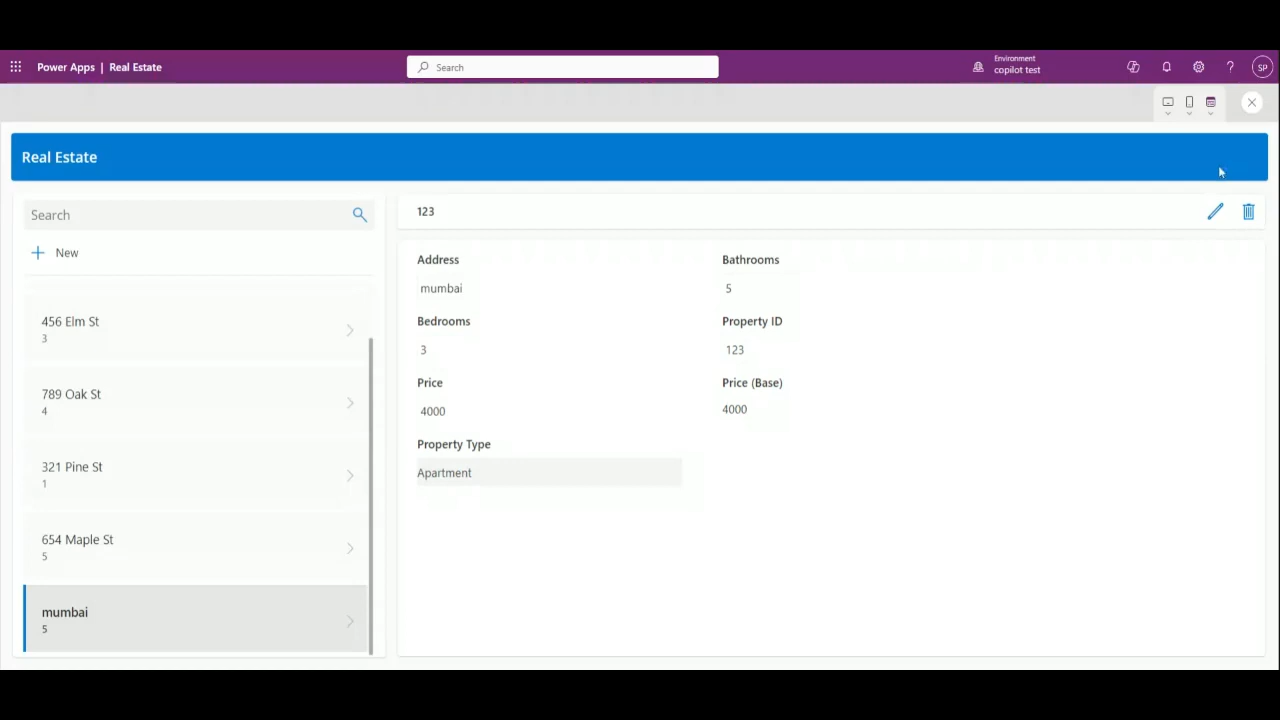 Power Apps | Real Estate
Search
Environment
copilot test
SP
Real Estate
Search
New
456 Elm St
3
789 Oak St
4
321 Pine St
1
654 Maple St
5
mumbai
5
123
Address
mumbai
Bathrooms
5
Bedrooms
3
Property ID
123
Price
4000
Price (Base)
4000
Property Type
Apartment